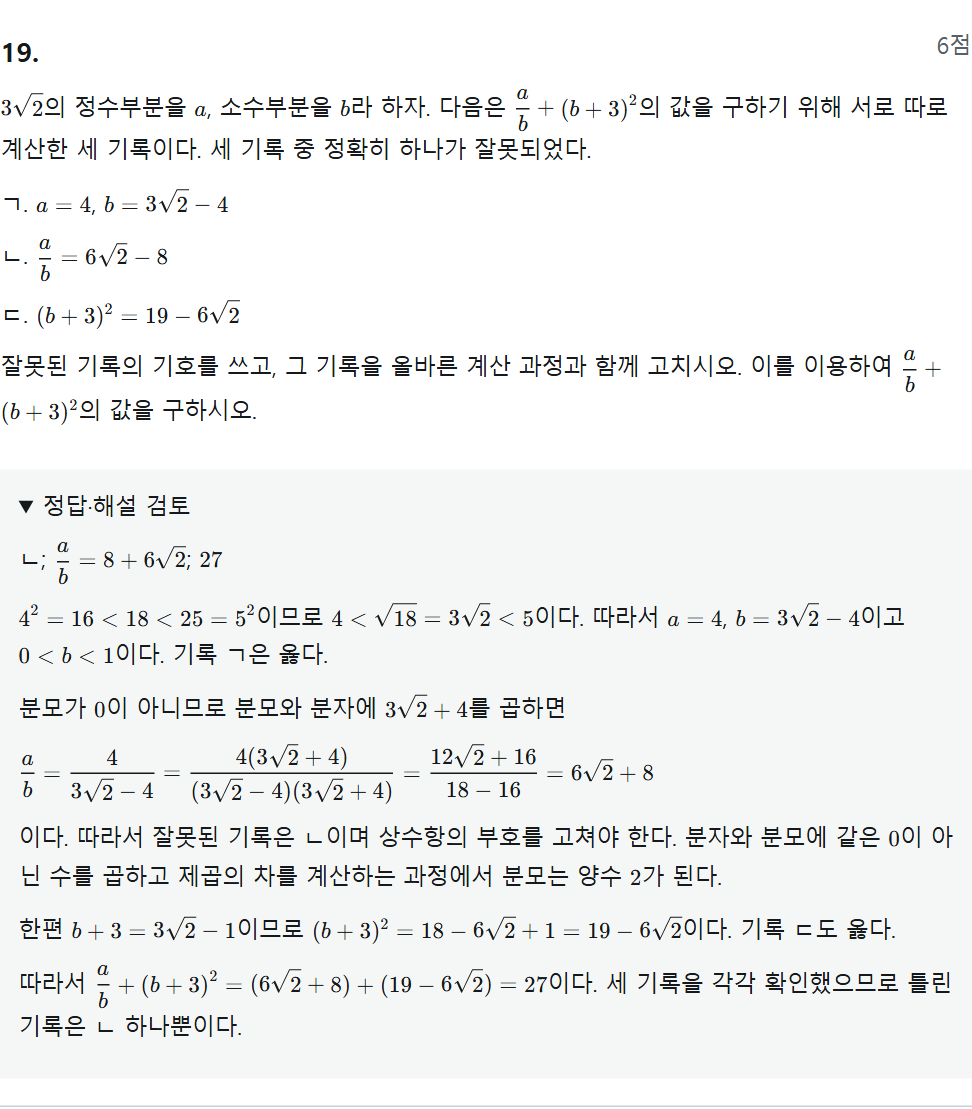 19.
6점
3√2의 정수부분을 a, 소수부분을 b라 하자. 다음은 a/b + (b + 3)²의 값을 구하기 위해 서로 따로
계산한 세 기록이다. 세 기록 중 정확히 하나가 잘못되었다.
ㄱ. a = 4, b = 3√2 − 4
ㄴ. a/b = 6√2 − 8
ㄷ. (b + 3)² = 19 − 6√2
잘못된 기록의 기호를 쓰고, 그 기록을 올바른 계산 과정과 함께 고치시오. 이를 이용하여 a/b +
(b + 3)²의 값을 구하시오.
▼ 정답·해설 검토
ㄴ; a/b = 8 + 6√2; 27
4² = 16 < 18 < 25 = 5²이므로 4 < √18 = 3√2 < 5이다. 따라서 a = 4, b = 3√2 − 4이고
0 < b < 1이다. 기록 ㄱ은 옳다.
분모가 0이 아니므로 분모와 분자에 3√2 + 4를 곱하면
a/b = 4/(3√2 − 4) = 4(3√2 + 4)/((3√2 − 4)(3√2 + 4)) = (12√2 + 16)/(18 − 16) = 6√2 + 8
이다. 따라서 잘못된 기록은 ㄴ이며 상수항의 부호를 고쳐야 한다. 분자와 분모에 같은 0이 아
닌 수를 곱하고 제곱의 차를 계산하는 과정에서 분모는 양수 2가 된다.
한편 b + 3 = 3√2 − 1이므로 (b + 3)² = 18 − 6√2 + 1 = 19 − 6√2이다. 기록 ㄷ도 옳다.
따라서 a/b + (b + 3)² = (6√2 + 8) + (19 − 6√2) = 27이다. 세 기록을 각각 확인했으므로 틀린
기록은 ㄴ 하나뿐이다.